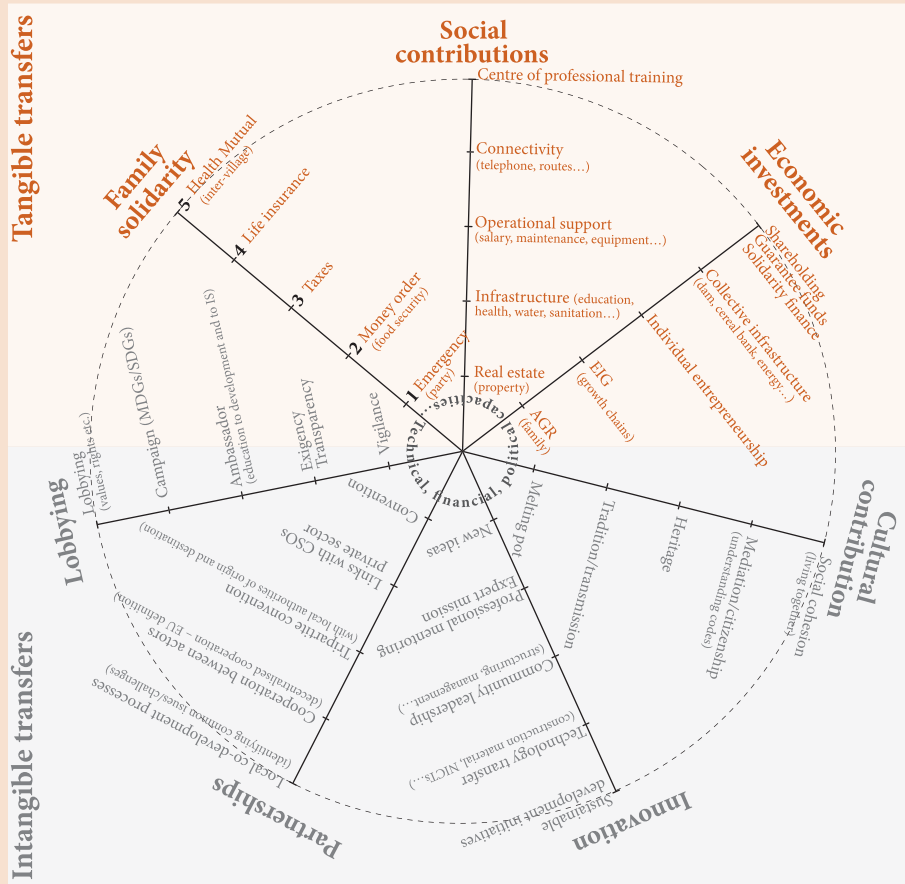 Tangible transfers
Social
contributions
Centre of professional training
Connectivity
(telephone, routes…)
Operational support
(salary, maintenance, equipment…)
Infrastructure (education,
health, water, sanitation…)
Real estate
(property)
Family
solidarity
5 Health Mutual
(inter-village)
4 Life insurance
3 Taxes
2 Money order
(food security)
1 Emergency
(party)
Economic
investments
Shareholding
Guarantee funds
Solidarity finance
Collective infrastructure
(dam, cereal bank, energy…)
Individual entrepreneurship
EIG
(growth chains)
AGR
(family)
Technical, financial, political capacities…
Intangible transfers
Lobbying
Lobbying
(values, rights etc.)
Campaign (MDGs/SDGs)
Ambassador
(education to development and to IS)
Exigency
Transparency
Vigilance
Cultural
contribution
Melting pot
Tradition/transmission
Heritage
Mediation/citizenship
(understanding codes)
Social cohesion
(living together)
Innovation
New ideas
Expert mission
Professional mentoring
Community leadership
(structuring, management…)
Technology transfer
(construction material, NICTs…)
Sustainable
development initiatives
Partnerships
Convention
Links with CSOs
private sector
Tripartite convention
(with local authorities of origin and destination)
Cooperation between actors
(decentralised cooperation – EU definition)
Local co-development processes
(identifying common isues/challenges)